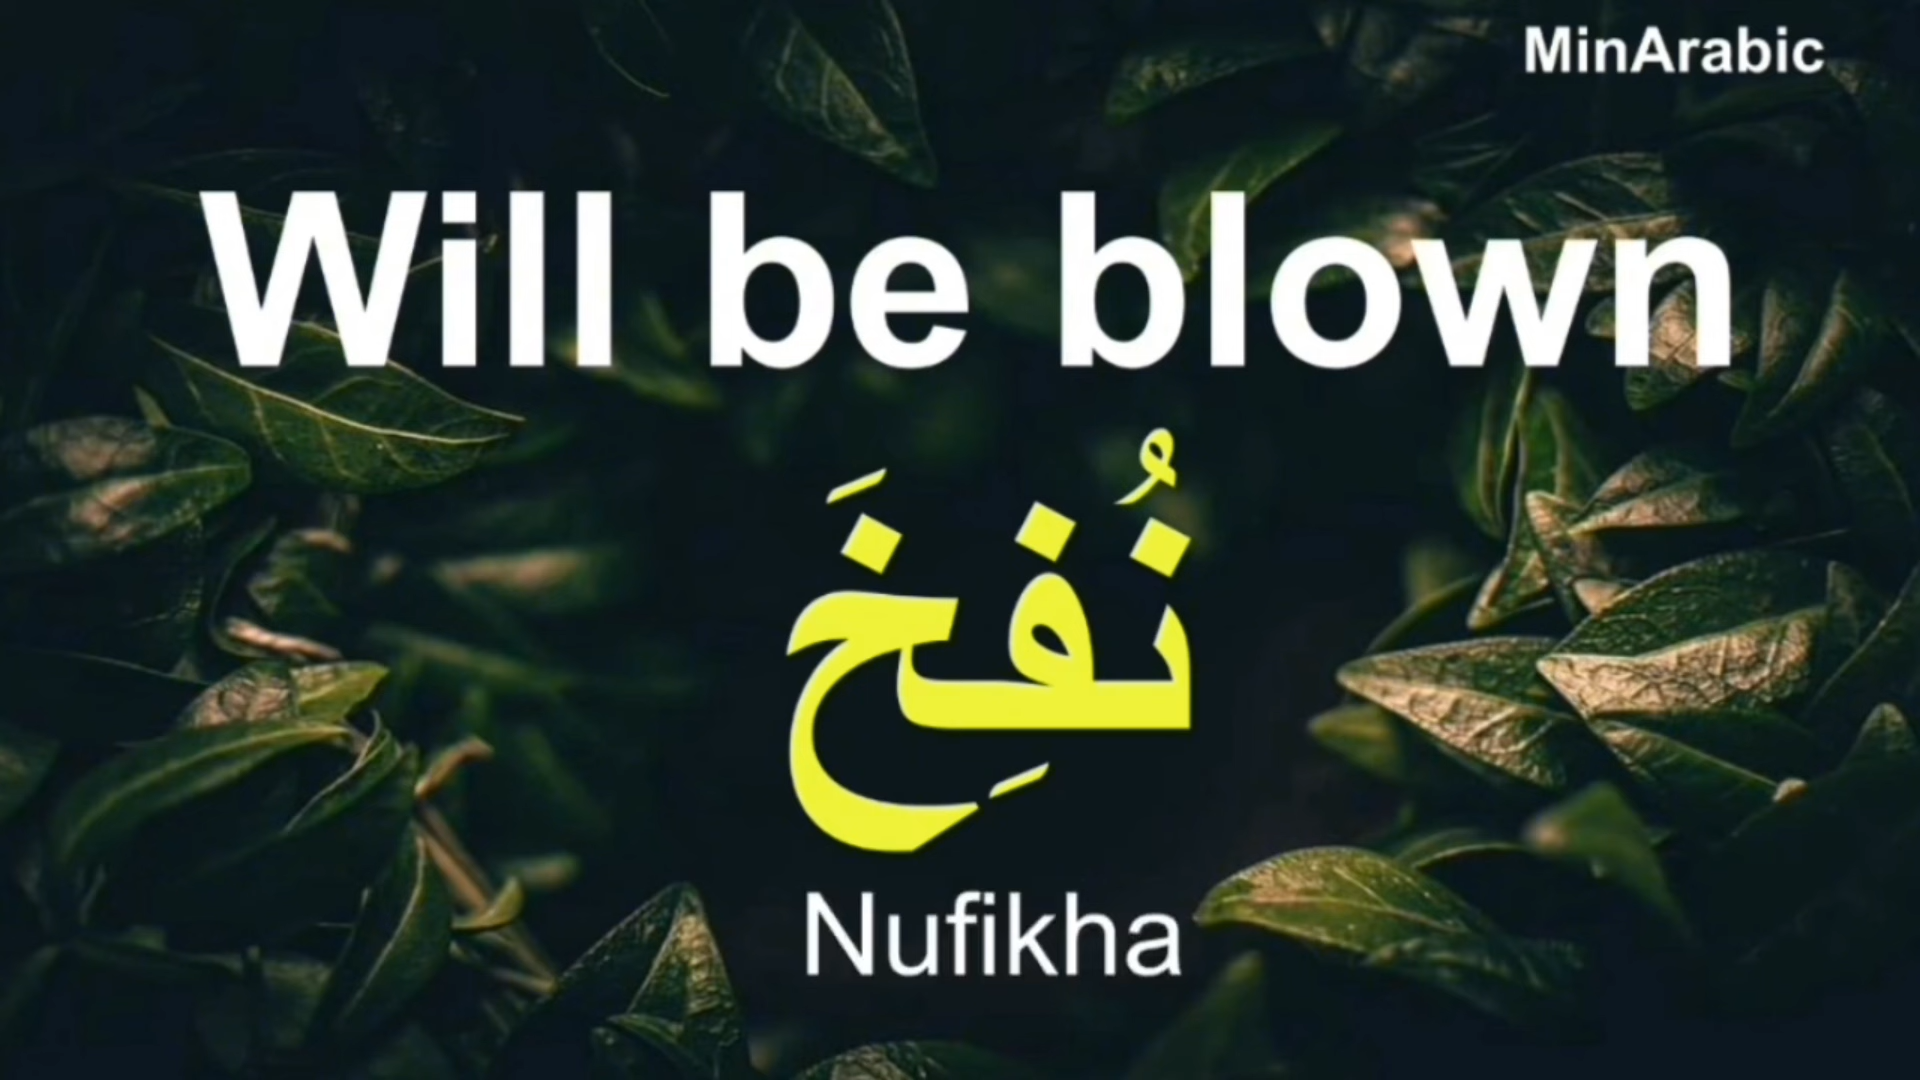 MinArabic
Will be blown
نُفِخَ
Nufikha